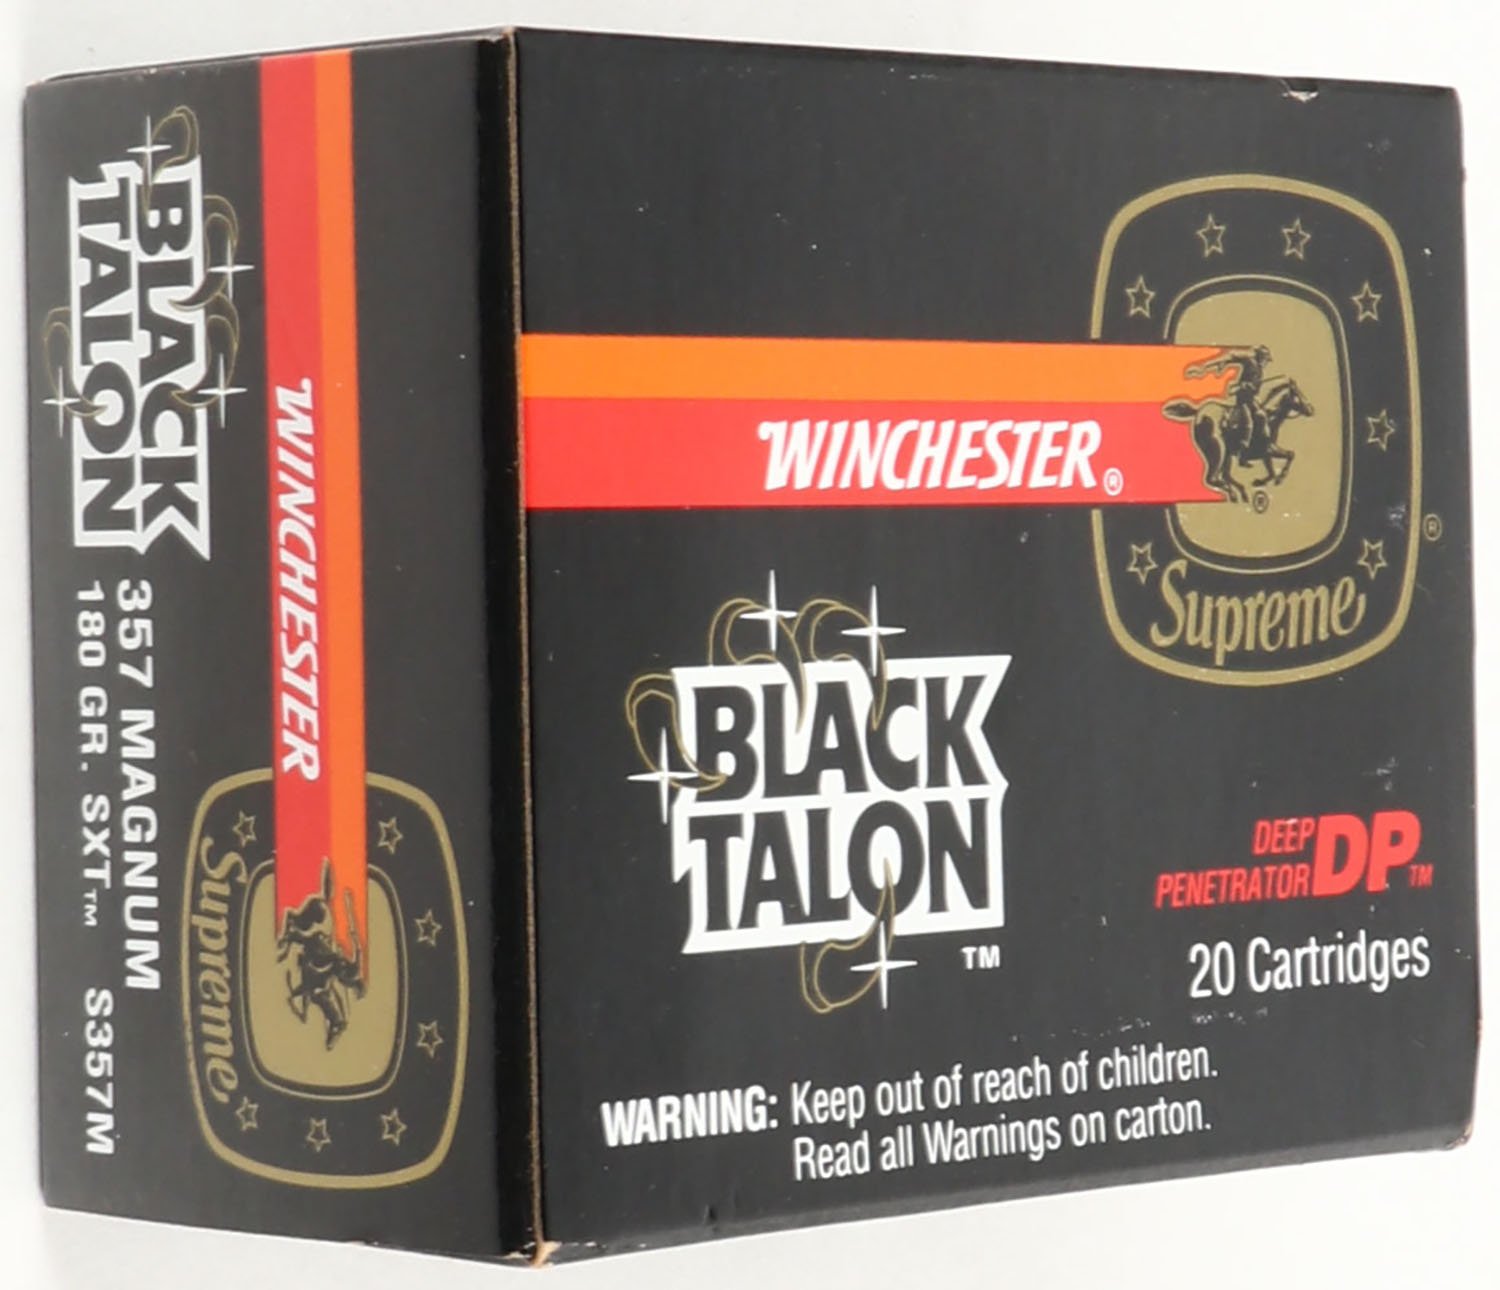 BLACK
TALON
357 MAGNUM
180 GR. SXT™ S357M
WINCHESTER
Supreme
WINCHESTER®
®
Supreme
®
BLACK
TALON
™
DEEP
PENETRATOR DP™
20 Cartridges
WARNING: Keep out of reach of children.
Read all Warnings on carton.